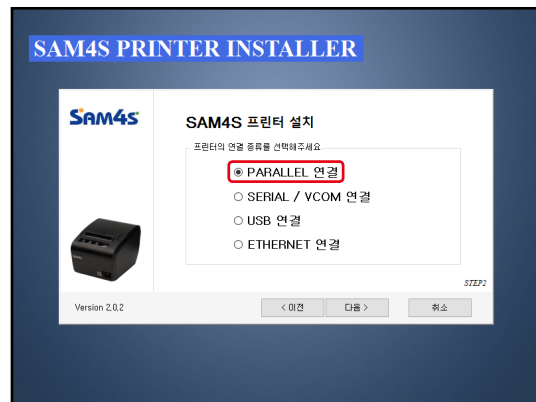 SAM4S PRINTER INSTALLER
SAM4S
SAM4S 프린터 설치
프린터의 연결 종류를 선택해주세요
PARALLEL 연결
SERIAL / VCOM 연결
USB 연결
ETHERNET 연결
STEP2
Version 2.0.2
< 이전
다음 >
취소